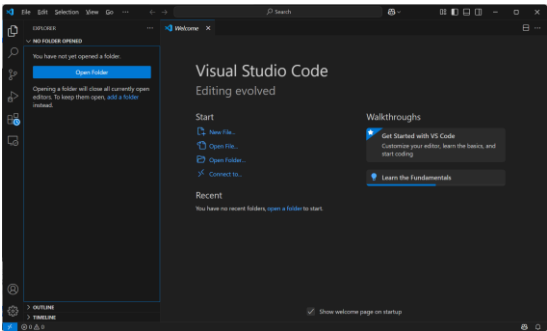 File Edit Selection View Go ... Search
EXPLORER ...
Welcome
NO FOLDER OPENED
You have not yet opened a folder.
Open Folder
Opening a folder will close all currently open
editors. To keep them open, add a folder
instead.
Visual Studio Code
Editing evolved
Start
New File...
Open File...
Open Folder...
Connect to...
Recent
You have no recent folders, open a folder to start.
Walkthroughs
Get Started with VS Code
Customize your editor, learn the basics, and
start coding
Learn the Fundamentals
Show welcome page on startup
OUTLINE
TIMELINE
0 0